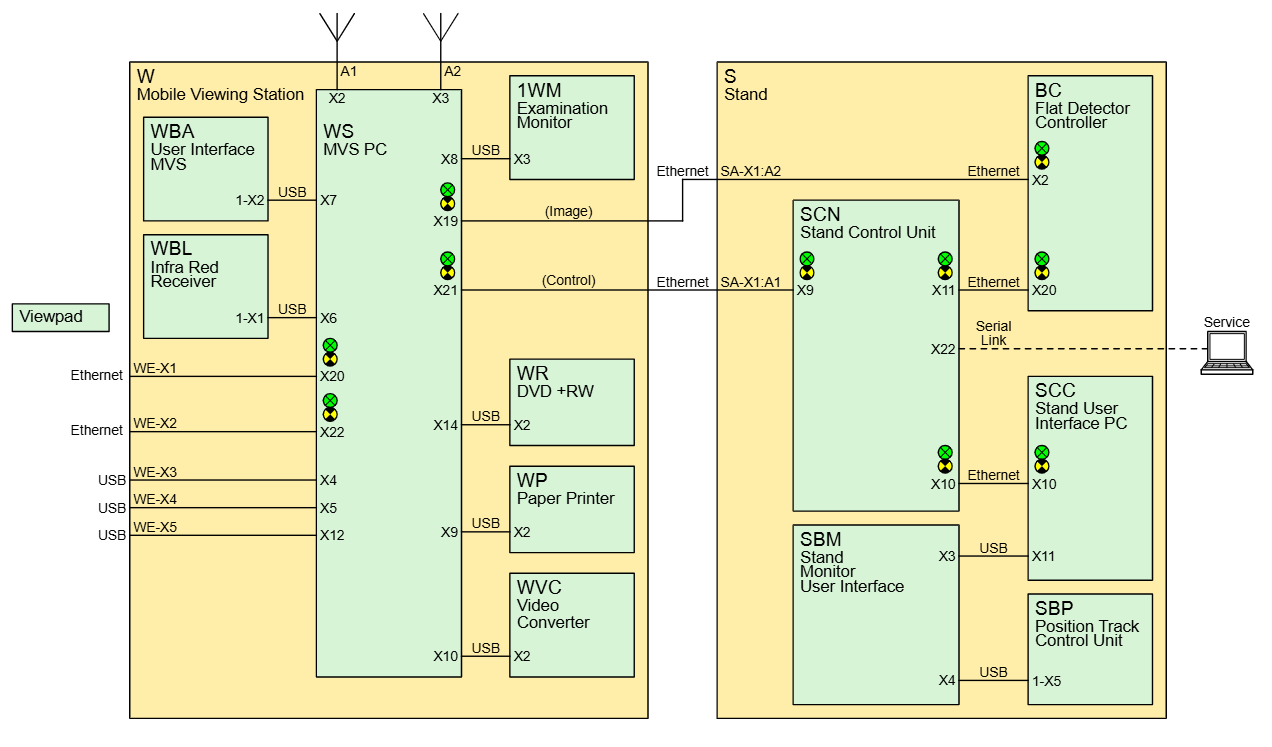 A1
A2
W
Mobile Viewing Station
X2
X3
WS
MVS PC
WBA
User Interface
MVS
1-X2
USB
X7
WBL
Infra Red
Receiver
1-X1
USB
X6
Viewpad
Ethernet
WE-X1
X20
Ethernet
WE-X2
X22
USB
WE-X3
X4
USB
WE-X4
X5
USB
WE-X5
X12
1WM
Examination
Monitor
X8
USB
X3
X19
(Image)
Ethernet
X21
(Control)
Ethernet
WR
DVD +RW
X14
USB
X2
WP
Paper Printer
X9
USB
X2
WVC
Video
Converter
X10
USB
X2
S
Stand
SA-X1:A2
Ethernet
BC
Flat Detector
Controller
X2
SCN
Stand Control Unit
SA-X1:A1
X9
X11
Ethernet
X20
X22
Serial
Link
Service
SCC
Stand User
Interface PC
X10
Ethernet
X10
SBM
Stand
Monitor
User Interface
X3
USB
X11
SBP
Position Track
Control Unit
X4
USB
1-X5